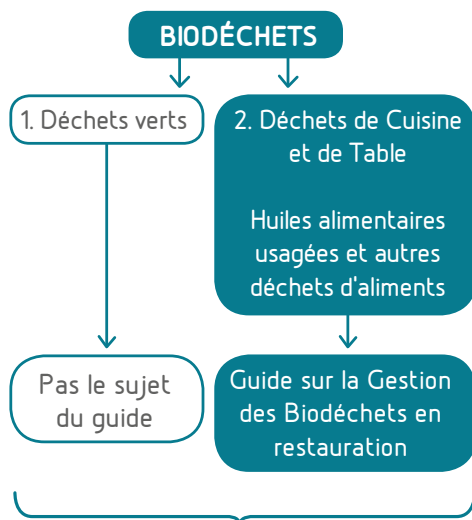 BIODÉCHETS
1. Déchets verts
2. Déchets de Cuisine
et de Table
Huiles alimentaires
usagées et autres
déchets d'aliments
Pas le sujet
du guide
Guide sur la Gestion
des Biodéchets en
restauration